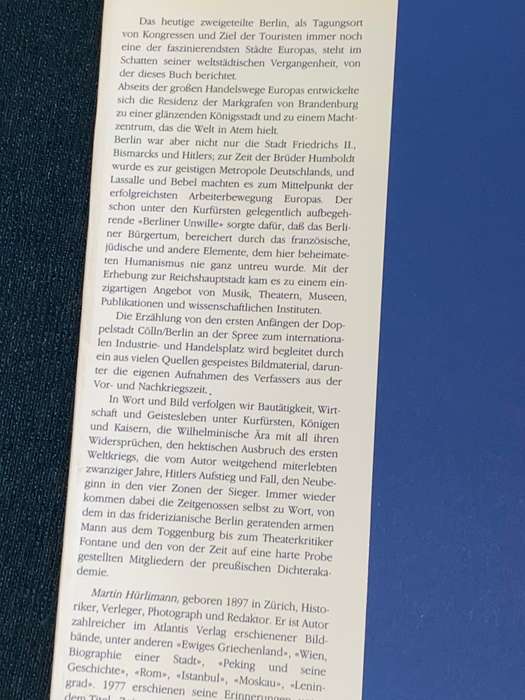 Das heutige zweigeteilte Berlin, als Tagungsort
von Kongressen und Ziel der Touristen immer noch
eine der faszinierendsten Städte Europas, steht im
Schatten seiner weltstädtischen Vergangenheit, von
der dieses Buch berichtet.
Abseits der großen Handelswege Europas entwickelte
sich die Residenz der Markgrafen von Brandenburg
zu einer glänzenden Königsstadt und zu einem Macht-
zentrum, das die Welt in Atem hielt.
Berlin war aber nicht nur die Stadt Friedrichs II.,
Bismarcks und Hitlers; zur Zeit der Brüder Humboldt
wurde es zur geistigen Metropole Deutschlands, und
Lassalle und Bebel machten es zum Mittelpunkt der
erfolgreichsten Arbeiterbewegung Europas. Der
schon unter den Kurfürsten gelegentlich aufbegeh-
rende «Berliner Unwille» sorgte dafür, daß das Berli-
ner Bürgertum, bereichert durch das französische,
jüdische und andere Elemente, dem hier beheimate-
ten Humanismus nie ganz untreu wurde. Mit der
Erhebung zur Reichshauptstadt kam es zu einem ein-
zigartigen Angebot von Musik, Theatern, Museen,
Publikationen und wissenschaftlichen Instituten.
Die Erzählung von den ersten Anfängen der Dop-
pelstadt Cölln/Berlin an der Spree zum internationa-
len Industrie- und Handelsplatz wird begleitet durch
ein aus vielen Quellen gespeistes Bildmaterial, darun-
ter die eigenen Aufnahmen des Verfassers aus der
Vor- und Nachkriegszeit.
In Wort und Bild verfolgen wir Bautätigkeit, Wirt-
schaft und Geistesleben unter Kurfürsten, Königen
und Kaisern, die Wilhelminische Ära mit all ihren
Widersprüchen, den hektischen Ausbruch des ersten
Weltkriegs, die vom Autor weitgehend miterlebten
zwanziger Jahre, Hitlers Aufstieg und Fall, den Neube-
ginn in den vier Zonen der Sieger. Immer wieder
kommen dabei die Zeitgenossen selbst zu Wort, von
dem in das friderizianische Berlin geratenden armen
Mann aus dem Toggenburg bis zum Theaterkritiker
Fontane und den von der Zeit auf eine harte Probe
gestellten Mitgliedern der preußischen Dichteraka-
demie.
Martin Hürlimann, geboren 1897 in Zürich, Histo-
riker, Verleger, Photograph und Redaktor. Er ist Autor
zahlreicher im Atlantis Verlag erschienener Bild-
bände, unter anderen «Ewiges Griechenland», «Wien,
Biographie einer Stadt», «Peking und seine
Geschichte», «Rom», «Istanbul», «Moskau», «Lenin-
grad». 1977 erschienen seine Erinnerungen
dem Titel